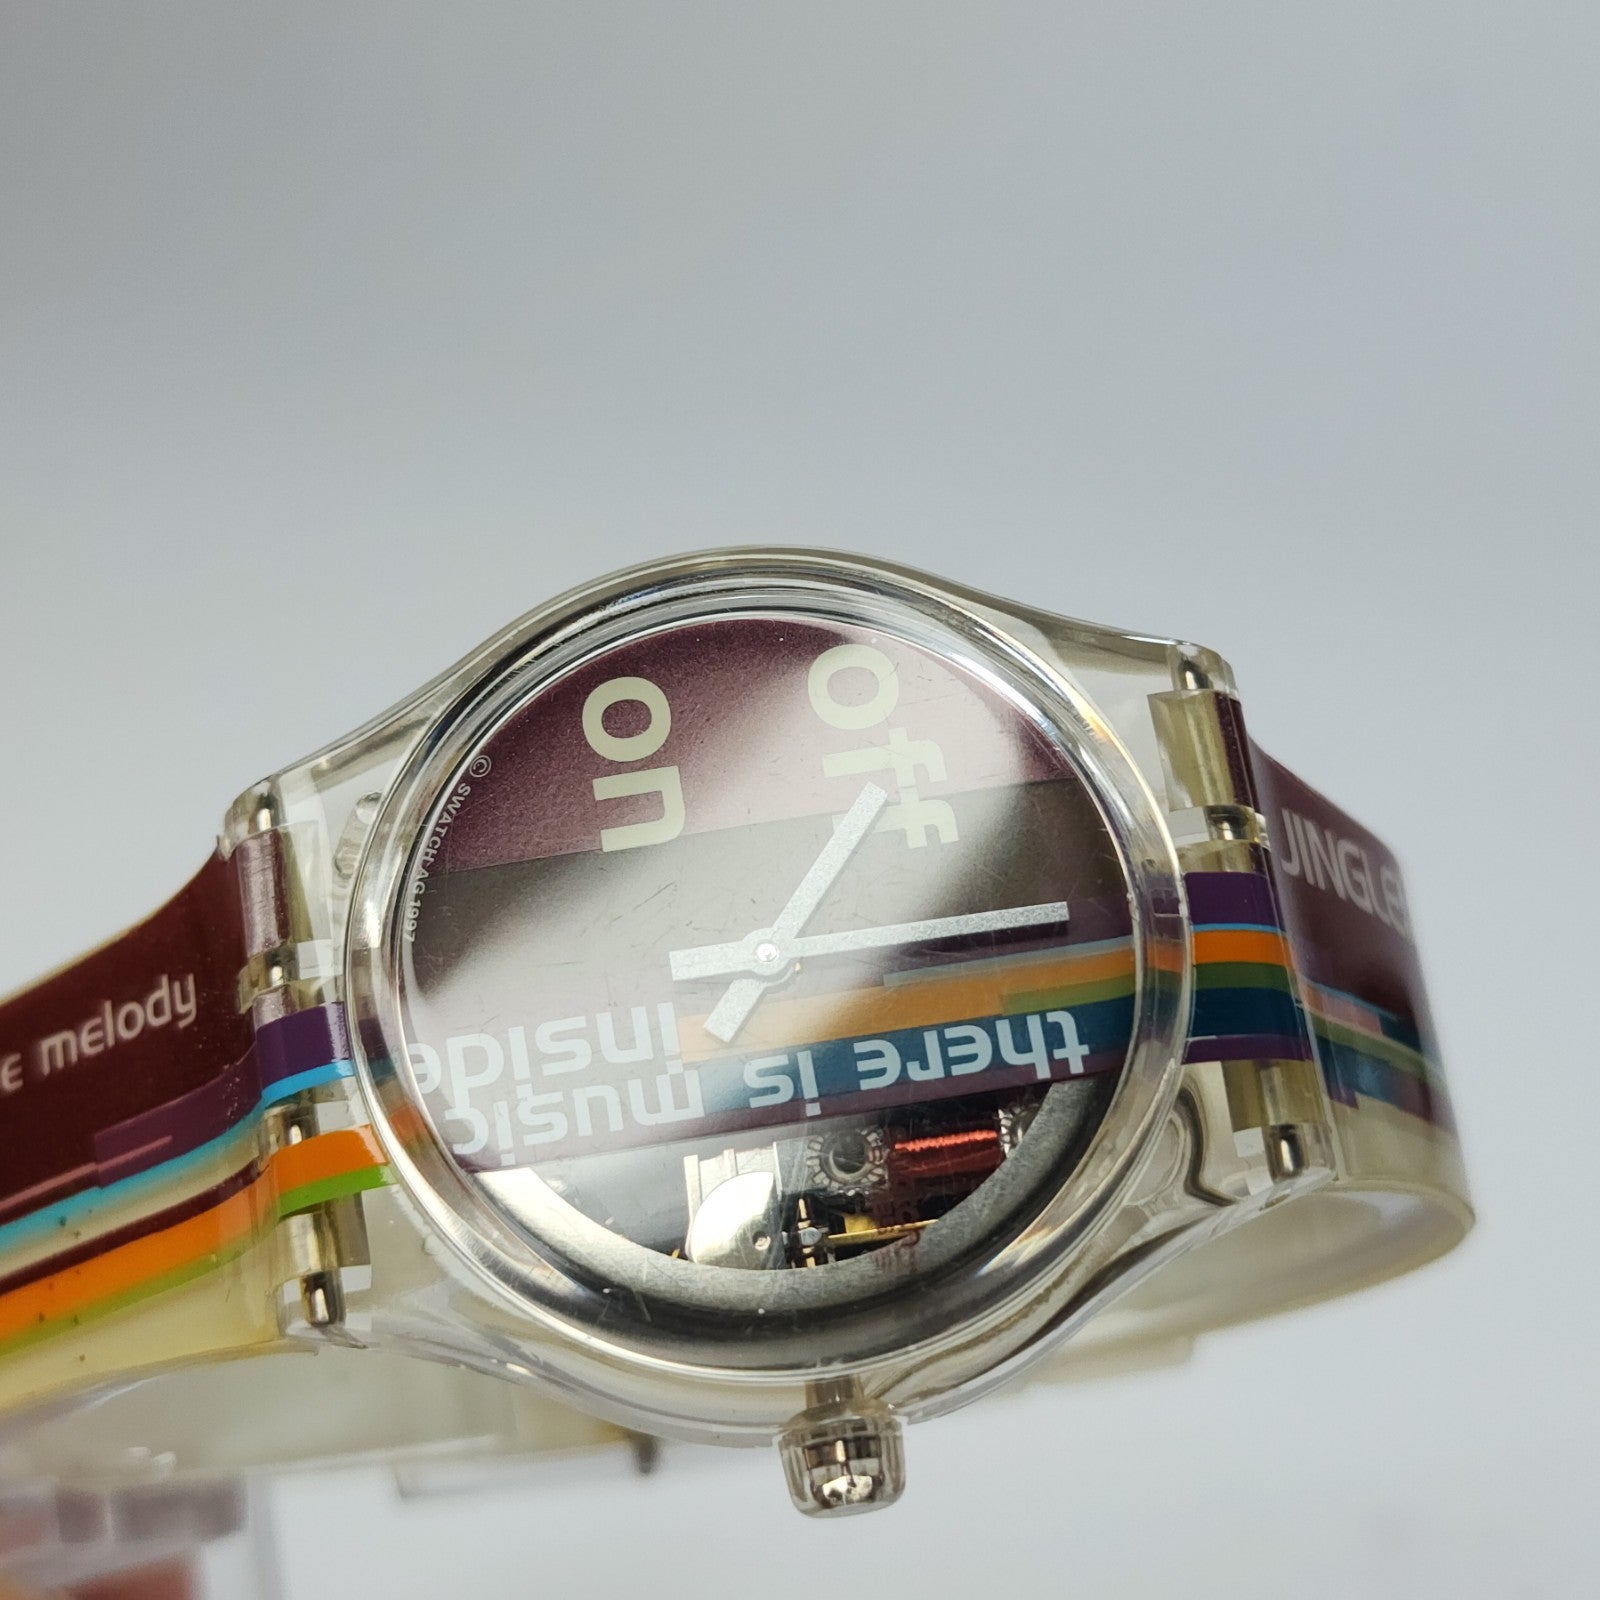 on
off
© SWATCH AG 1997
there is music
inside
JINGLE
E melody